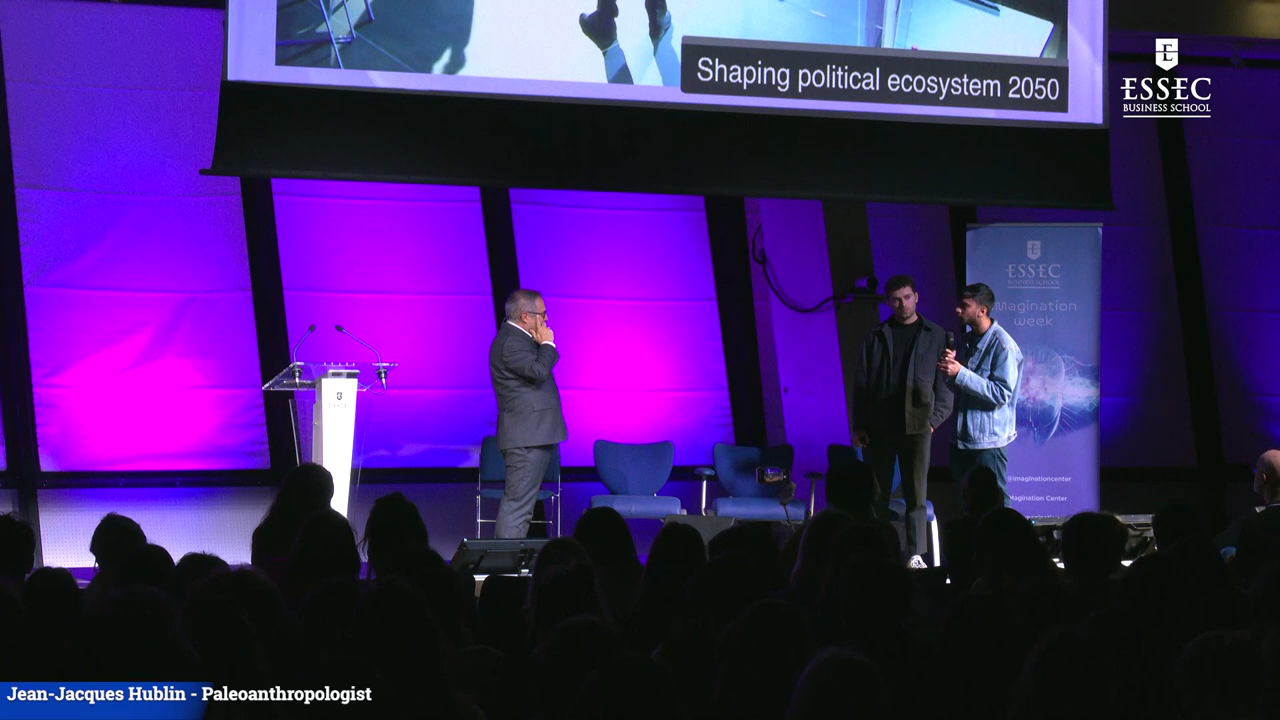 Shaping political ecosystem 2050
ESSEC
BUSINESS SCHOOL
ESSEC
BUSINESS SCHOOL
iMagination
week
@imaginationcenter
iMagination Center
Jean-Jacques Hublin - Paleoanthropologist